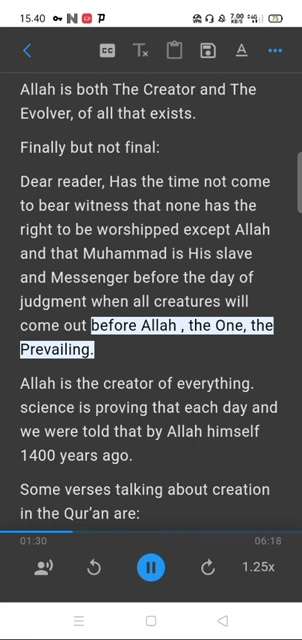 15.40
7,00
KB/S
Allah is both The Creator and The
Evolver, of all that exists.
Finally but not final:
Dear reader, Has the time not come
to bear witness that none has the
right to be worshipped except Allah
and that Muhammad is His slave
and Messenger before the day of
judgment when all creatures will
come out before Allah , the One, the
Prevailing.
Allah is the creator of everything.
science is proving that each day and
we were told that by Allah himself
1400 years ago.
Some verses talking about creation
in the Qur’an are:
01:30
06:18
1.25x